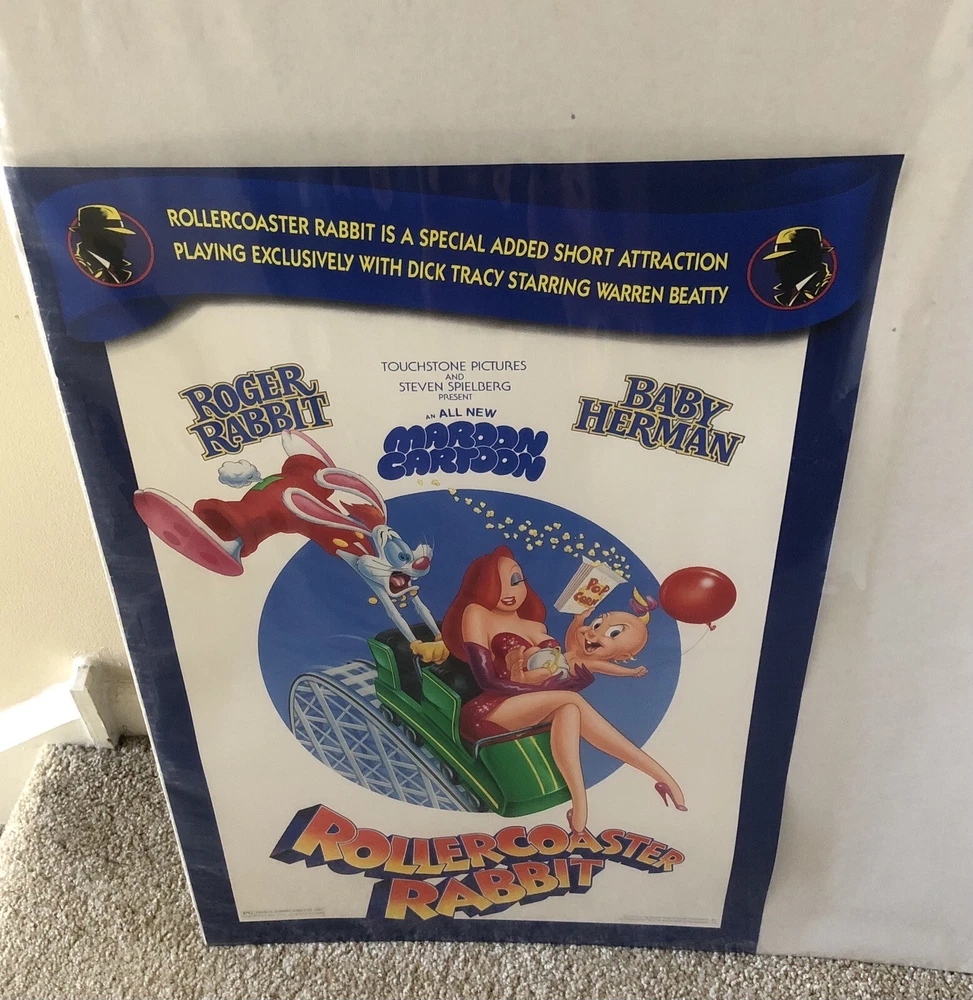 ROLLERCOASTER RABBIT IS A SPECIAL ADDED SHORT ATTRACTION
PLAYING EXCLUSIVELY WITH DICK TRACY STARRING WARREN BEATTY
ROGER
RABBIT
TOUCHSTONE PICTURES
AND
STEVEN SPIELBERG
PRESENT
AN ALL NEW
MAROON
CARTOON
BABY
HERMAN
POP
CORN
ROLLERCOASTER
RABBIT